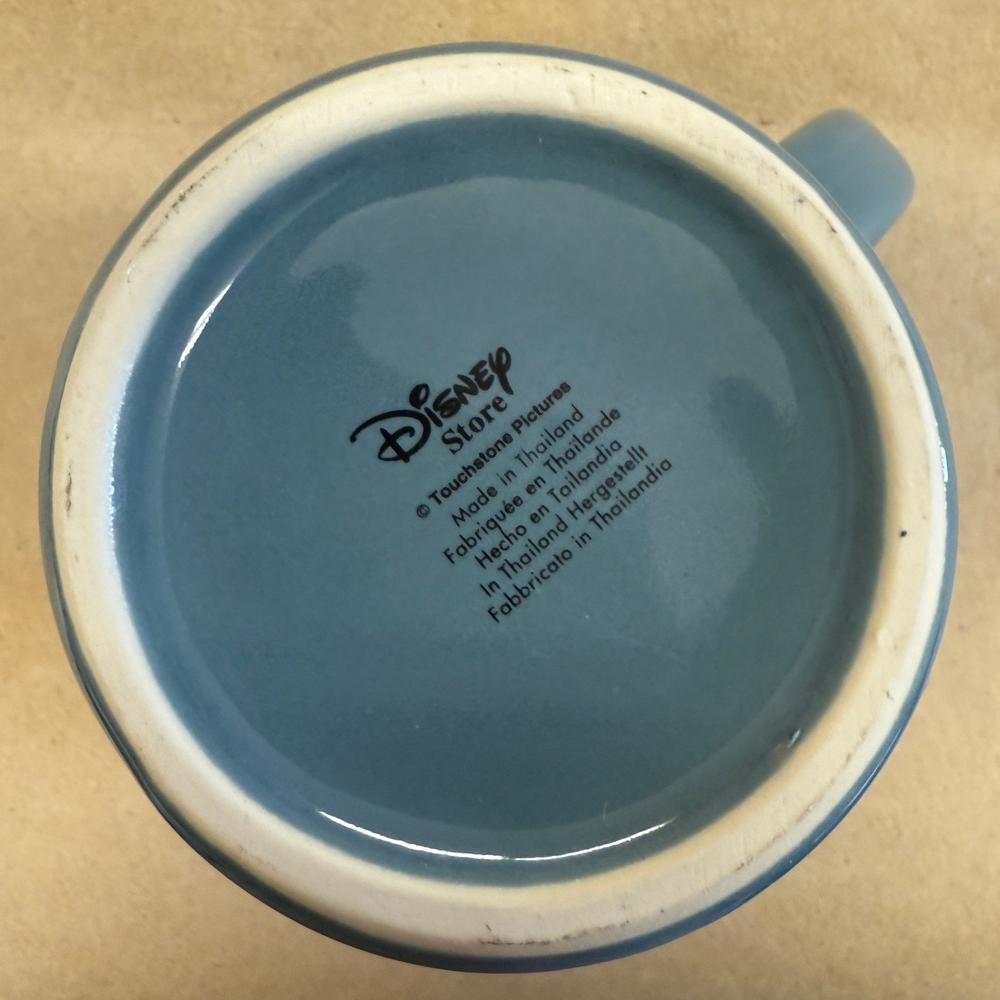 Disney
Store
© Touchstone Pictures
Made in Thailand
Fabriquée en Thaïlande
Hecho en Tailandia
In Thailand Hergestellt
Fabbricato in Thailandia